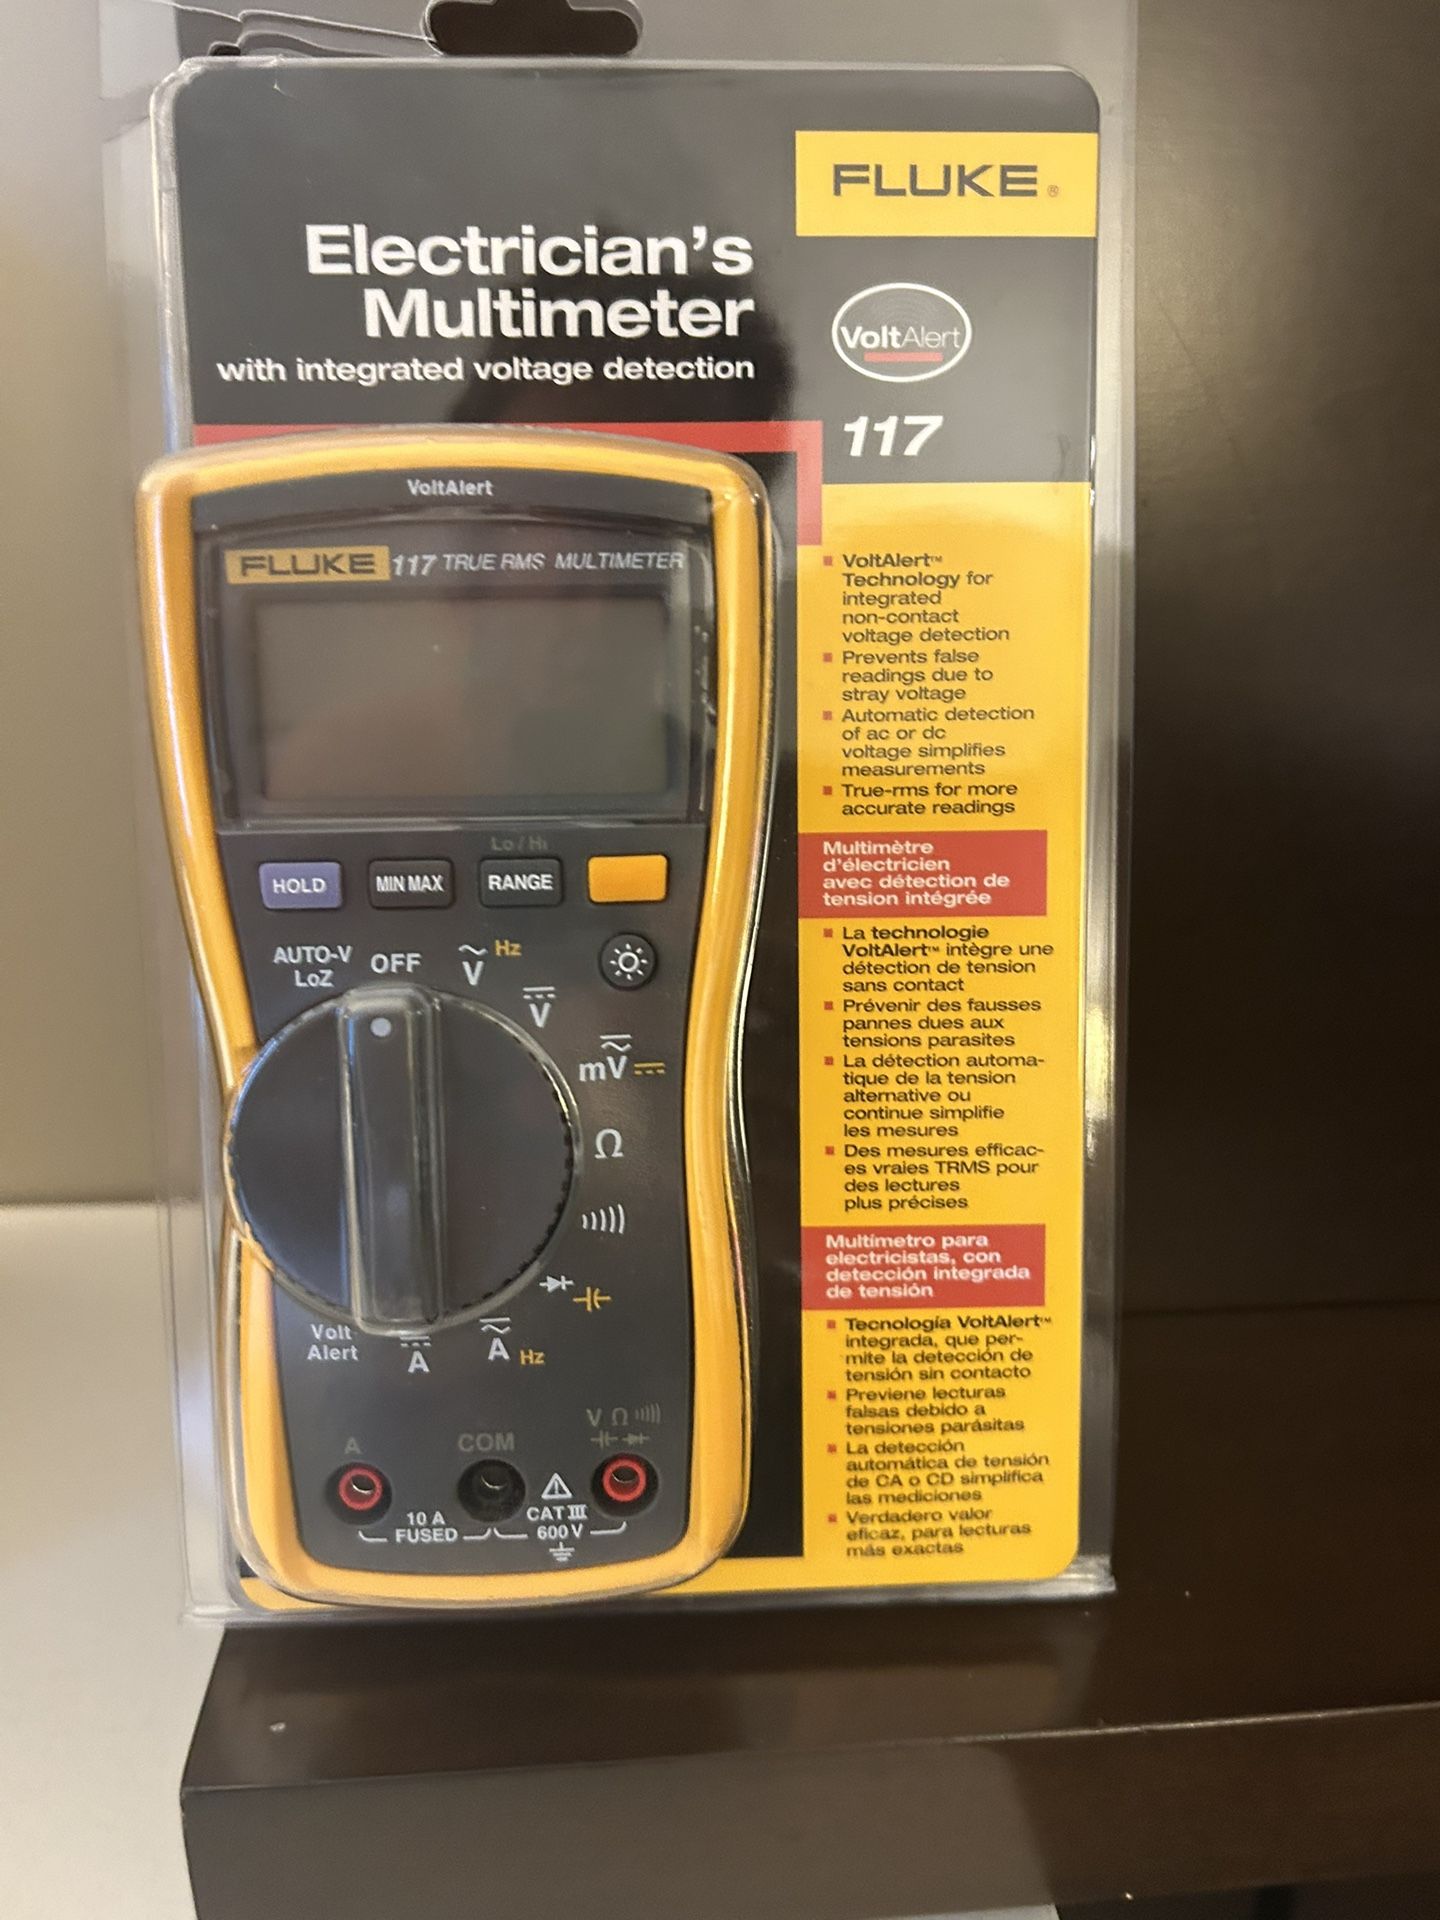 FLUKE®
Electrician's
Multimeter
with integrated voltage detection
VoltAlert
117
VoltAlert
FLUKE 117 TRUE RMS MULTIMETER
Lo / Hi
HOLD MIN MAX RANGE
AUTO-V
LoZ
OFF
V Hz
V
mV
Ω
Volt
Alert
A
A Hz
A
COM
V Ω
10 A
FUSED
CAT III
600 V
VoltAlert™
Technology for
integrated
non-contact
voltage detection
Prevents false
readings due to
stray voltage
Automatic detection
of ac or dc
voltage simplifies
measurements
True-rms for more
accurate readings
Multimètre
d'électricien
avec détection de
tension intégrée
La technologie
VoltAlert™ intègre une
détection de tension
sans contact
Prévenir des fausses
pannes dues aux
tensions parasites
La détection automa-
tique de la tension
alternative ou
continue simplifie
les mesures
Des mesures efficac-
es vraies TRMS pour
des lectures
plus précises
Multímetro para
electricistas, con
detección integrada
de tensión
Tecnología VoltAlert™
integrada, que per-
mite la detección de
tensión sin contacto
Previene lecturas
falsas debido a
tensiones parásitas
La detección
automática de tensión
de CA o CD simplifica
las mediciones
Verdadero valor
eficaz, para lecturas
más exactas